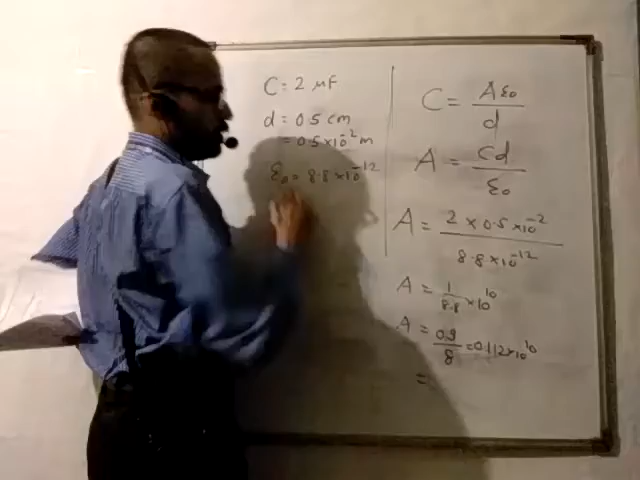 C = 2 μF
d = 0.5 cm
= 0.5×10⁻² m
ε₀ = 8.8×10⁻¹²
C = Aε₀/d
A = Cd/ε₀
A = 2 × 0.5×10⁻²/8.8×10⁻¹²
A = 1/8.8 ×10¹⁰
A = 0.9/8 = 0.112×10¹⁰
=